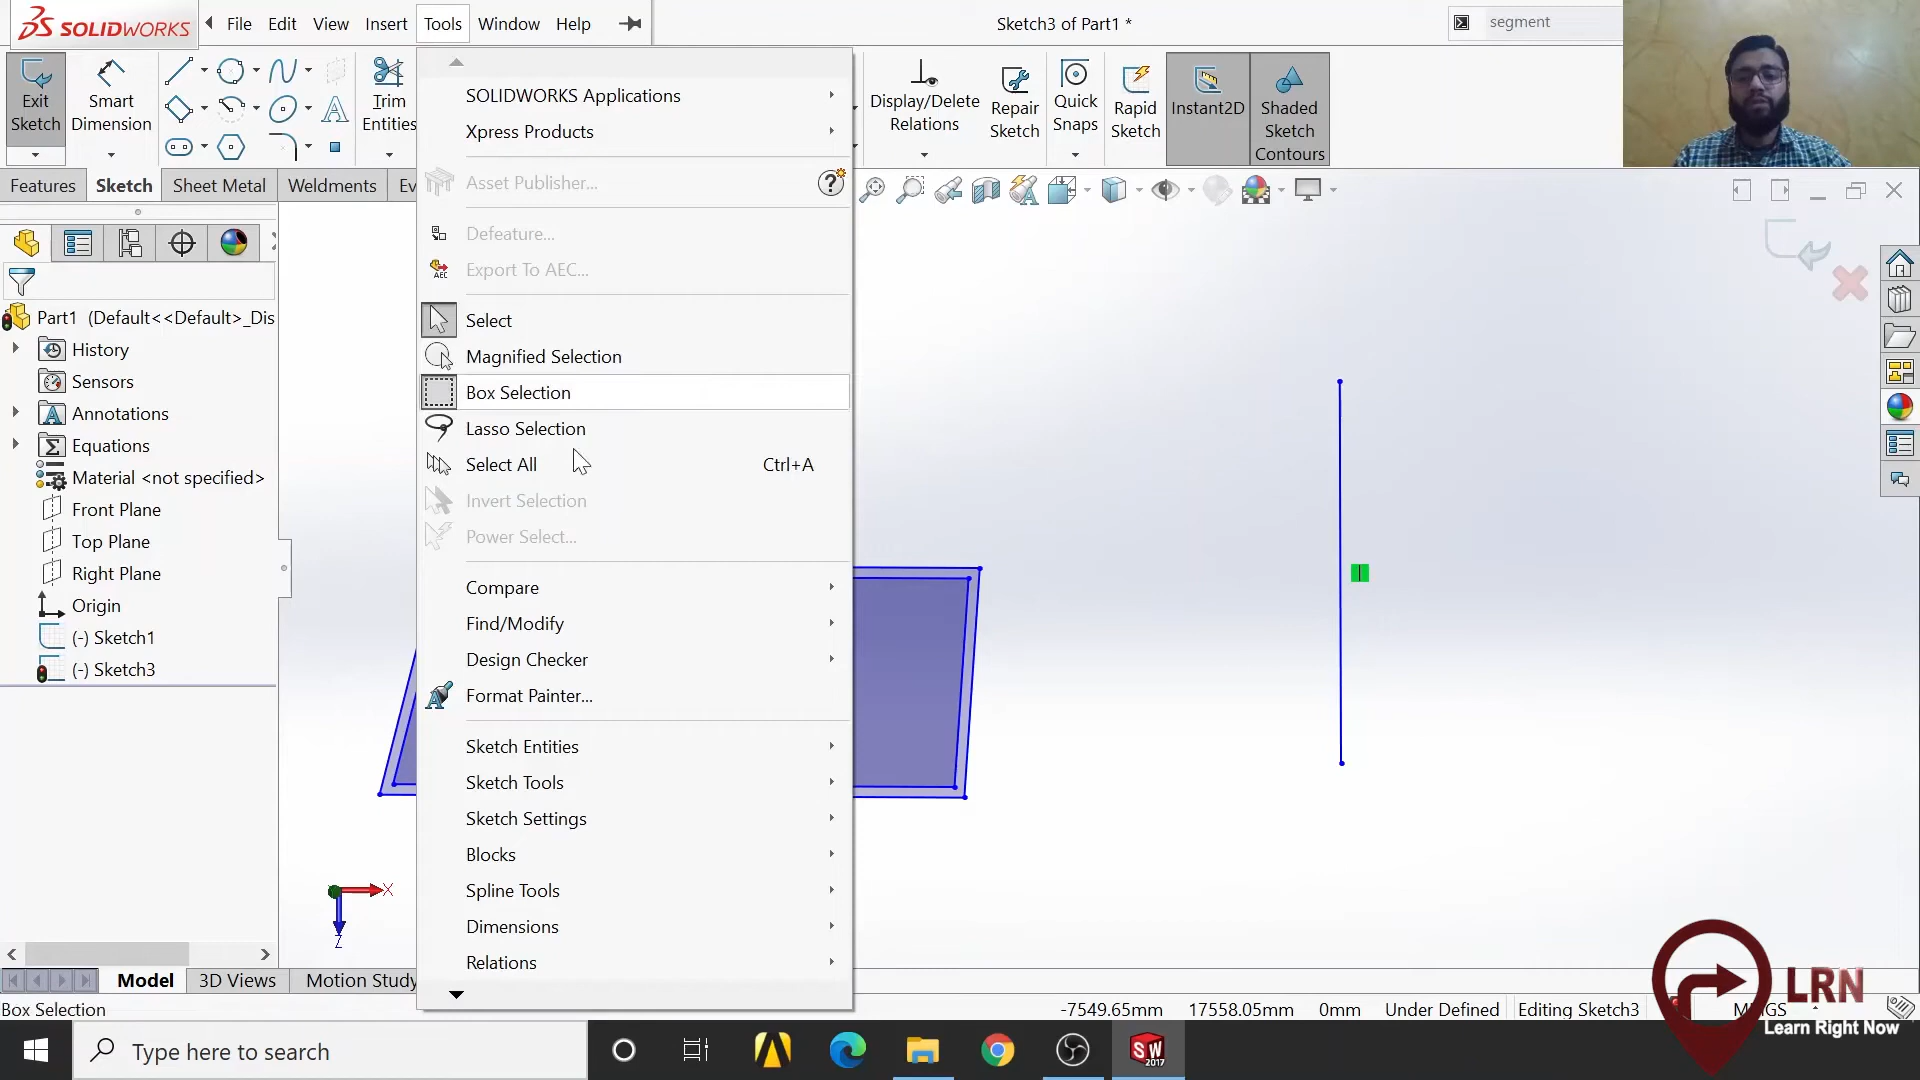 SOLIDWORKS
File Edit View Insert Tools Window Help
Sketch3 of Part1 *
segment
Exit Sketch
Smart Dimension
Trim Entities
Display/Delete Relations
Repair Sketch
Quick Snaps
Rapid Sketch
Instant2D
Shaded Sketch Contours
Features Sketch Sheet Metal Weldments Ev
SOLIDWORKS Applications
Xpress Products
Asset Publisher...
Defeature...
Export To AEC...
Select
Magnified Selection
Box Selection
Lasso Selection
Select All Ctrl+A
Invert Selection
Power Select...
Compare
Find/Modify
Design Checker
Format Painter...
Sketch Entities
Sketch Tools
Sketch Settings
Blocks
Spline Tools
Dimensions
Relations
Part1 (Default<<Default>_Dis
History
Sensors
Annotations
Equations
Material <not specified>
Front Plane
Top Plane
Right Plane
Origin
(-) Sketch1
(-) Sketch3
X
Z
Model 3D Views Motion Study
Box Selection
-7549.65mm 17558.05mm 0mm Under Defined Editing Sketch3
LRN
Learn Right Now
Type here to search
SW
2017